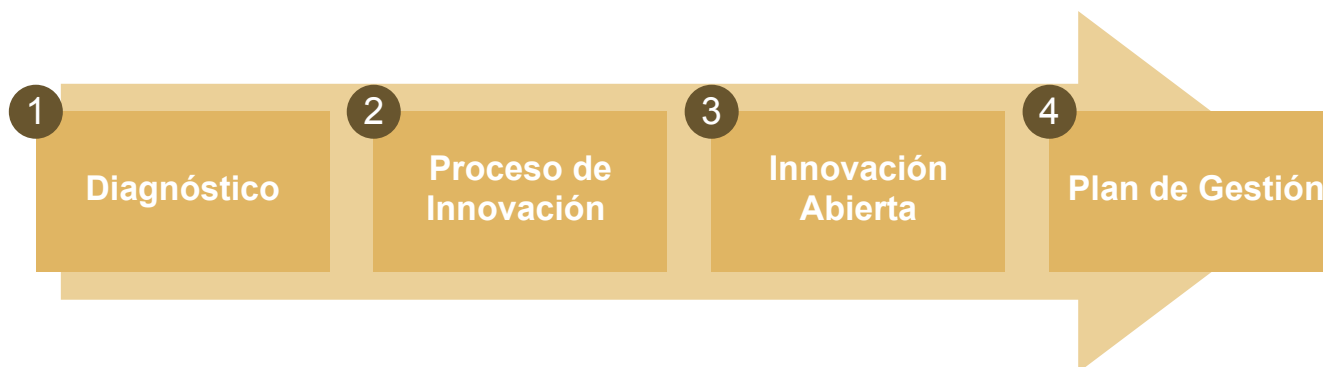 1
Diagnóstico
2
Proceso de
Innovación
3
Innovación
Abierta
4
Plan de Gestión